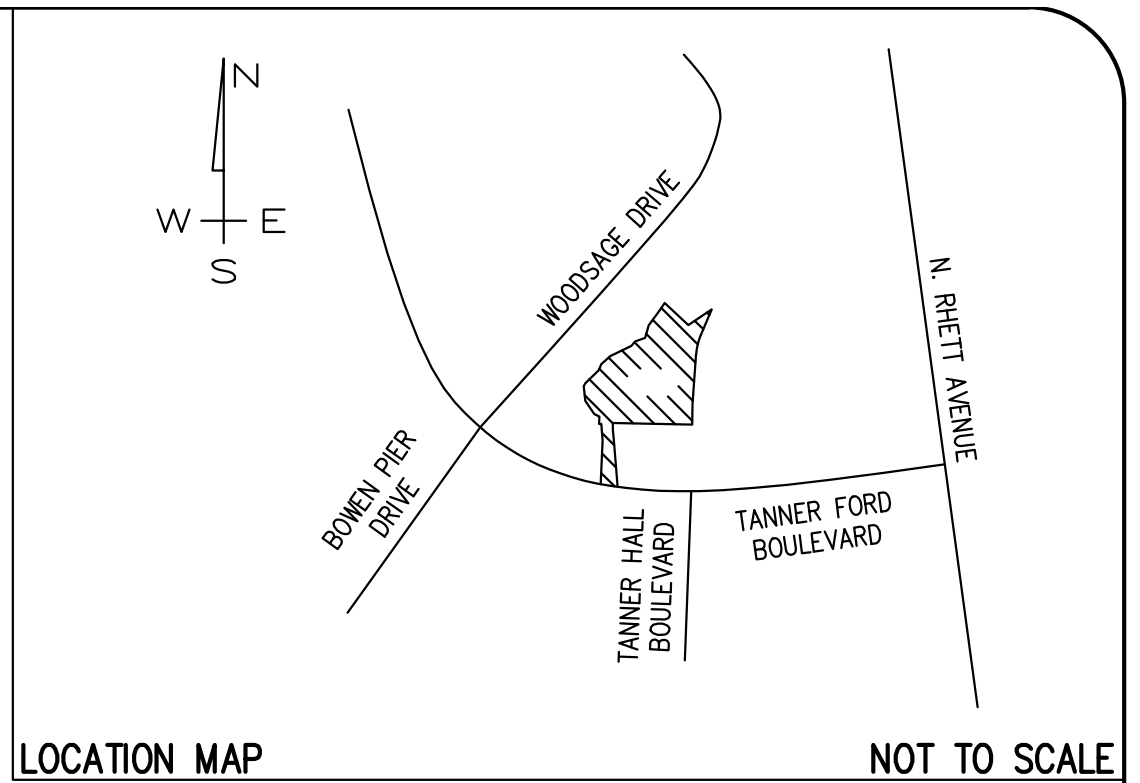 N
W E
S
WOODSAGE DRIVE
N. RHETT AVENUE
BOWEN PIER
DRIVE
TANNER HALL
BOULEVARD
TANNER FORD
BOULEVARD
LOCATION MAP
NOT TO SCALE